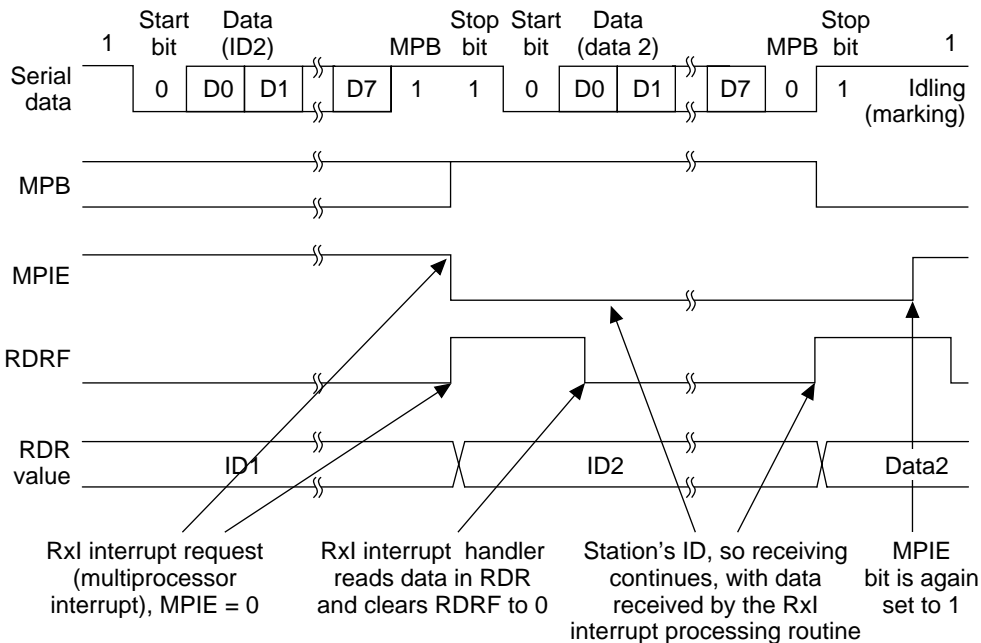 Start Data Stop Start Data Stop
1 bit (ID2) MPB bit bit (data 2) MPB bit 1
Serial data 0 D0 D1 D7 1 1 0 D0 D1 D7 0 1 Idling (marking)
MPB
MPIE
RDRF
RDR value ID1 ID2 Data2
RxI interrupt request
(multiprocessor
interrupt), MPIE = 0
RxI interrupt handler
reads data in RDR
and clears RDRF to 0
Station's ID, so receiving
continues, with data
received by the RxI
interrupt processing routine
MPIE
bit is again
set to 1